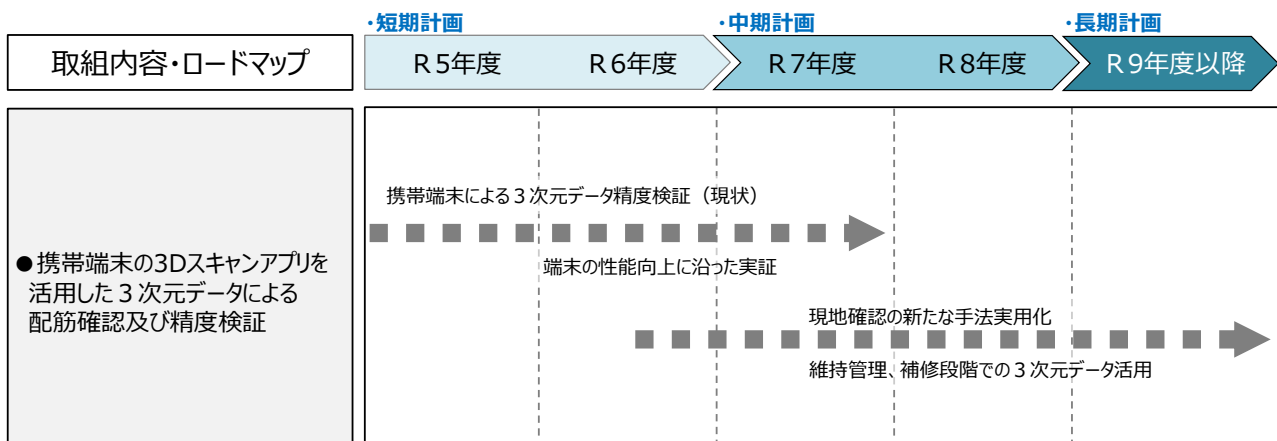 ・短期計画
・中期計画
・長期計画
取組内容・ロードマップ
R5年度
R6年度
R7年度
R8年度
R9年度以降
●携帯端末の3Dスキャンアプリを
活用した3次元データによる
配筋確認及び精度検証
携帯端末による3次元データ精度検証（現状）
端末の性能向上に沿った実証
現地確認の新たな手法実用化
維持管理、補修段階での3次元データ活用